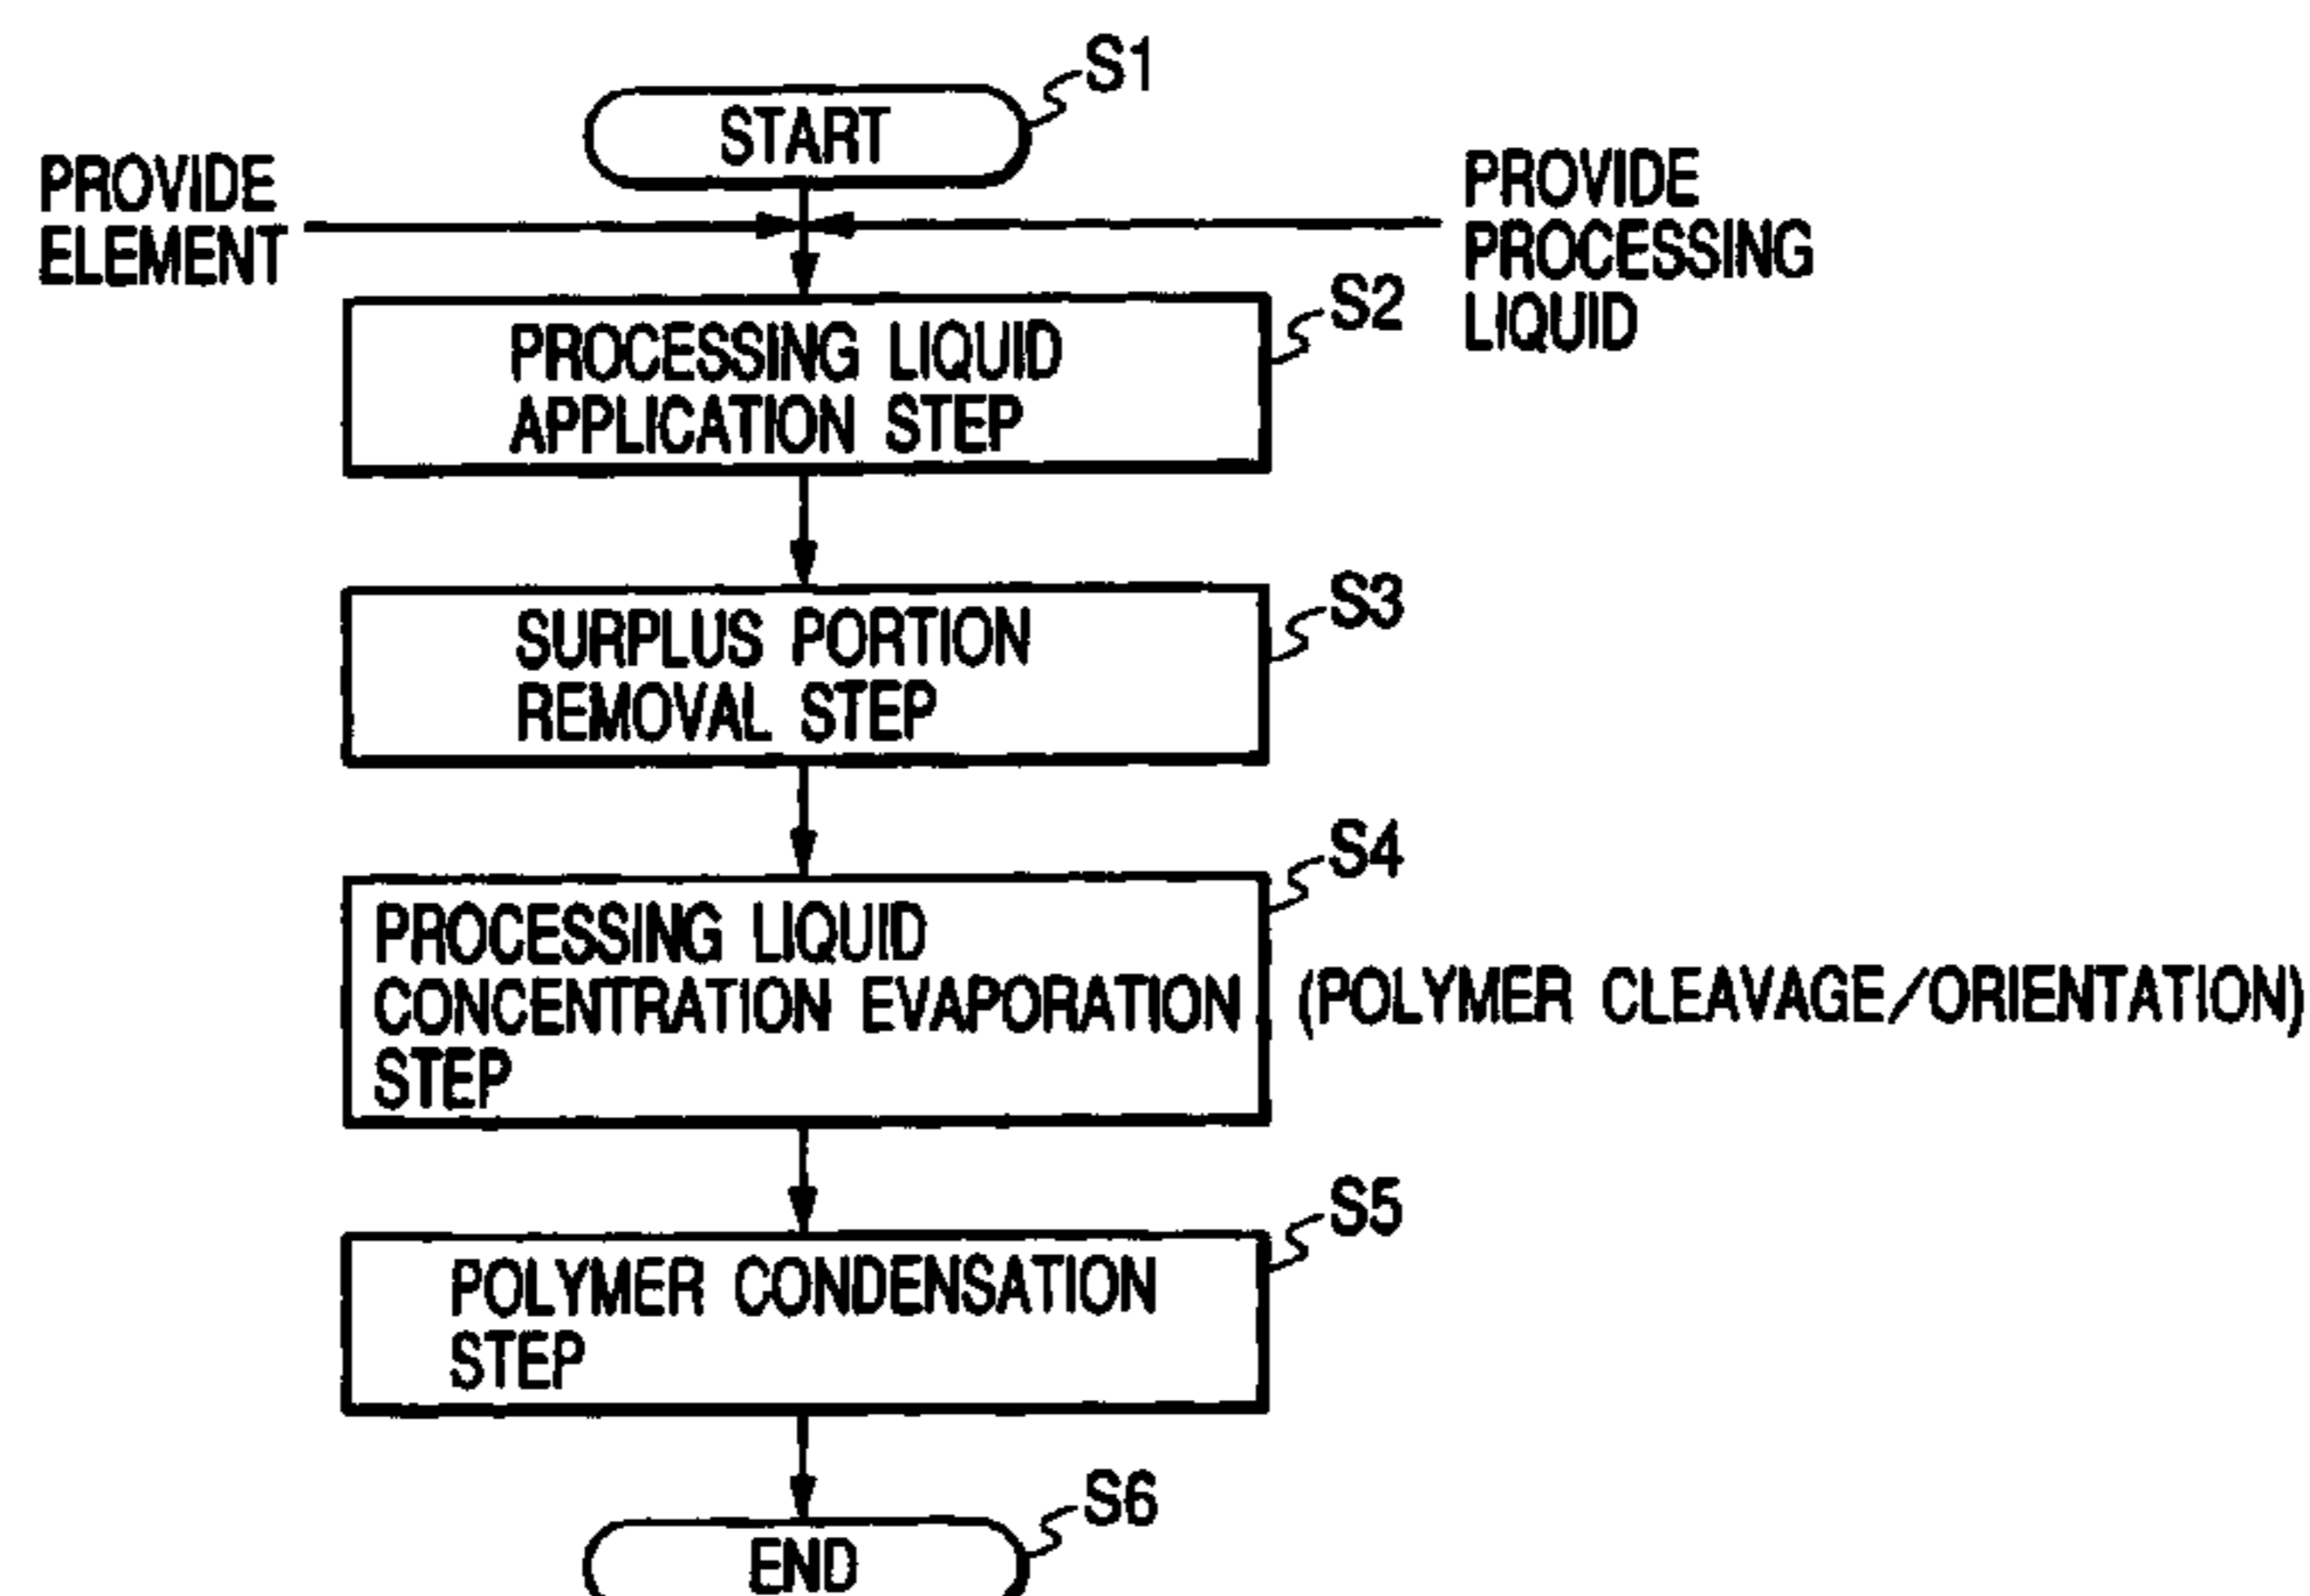 S1
START
PROVIDE
ELEMENT
PROVIDE
PROCESSING
LIQUID
S2
PROCESSING LIQUID
APPLICATION STEP
S3
SURPLUS PORTION
REMOVAL STEP
S4
PROCESSING LIQUID
CONCENTRATION EVAPORATION
STEP
(POLYMER CLEAVAGE/ORIENTATION)
S5
POLYMER CONDENSATION
STEP
S6
END